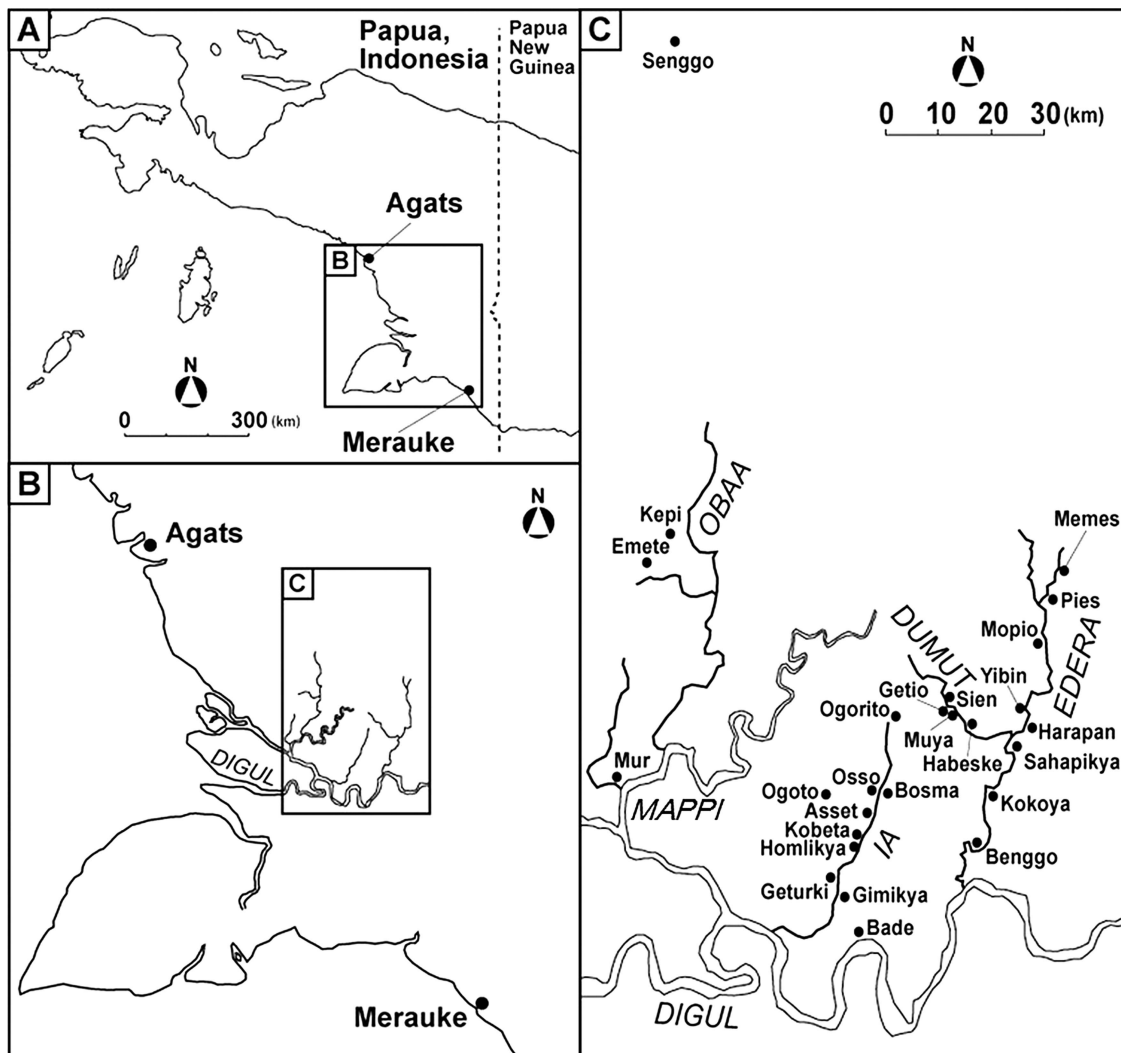 A
Papua,
Indonesia
Papua
New
Guinea
Agats
B
N
0 300 (km)
Merauke
B
N
Agats
C
DIGUL
Merauke
C
Senggo
N
0 10 20 30 (km)
OBAA
Kepi
Emete
Memes
Pies
Mopio
EDERA
DUMUT
Yibin
Getio
Sien
Ogorito
Muya
Habeske
Harapan
Sahapikya
Mur
MAPPI
Osso
Ogoto
Bosma
Asset
Kokoya
Kobeta
IA
Homlikya
Benggo
Geturki
Gimikya
Bade
DIGUL